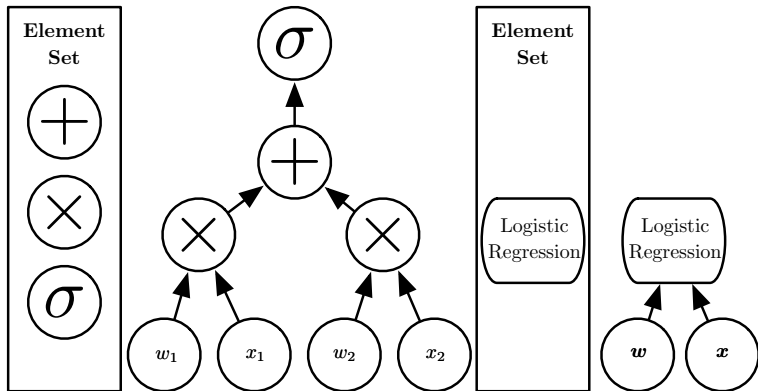 Element
Set
+
×
σ
σ
+
×
×
w₁
x₁
w₂
x₂
Element
Set
Logistic
Regression
Logistic
Regression
w
x